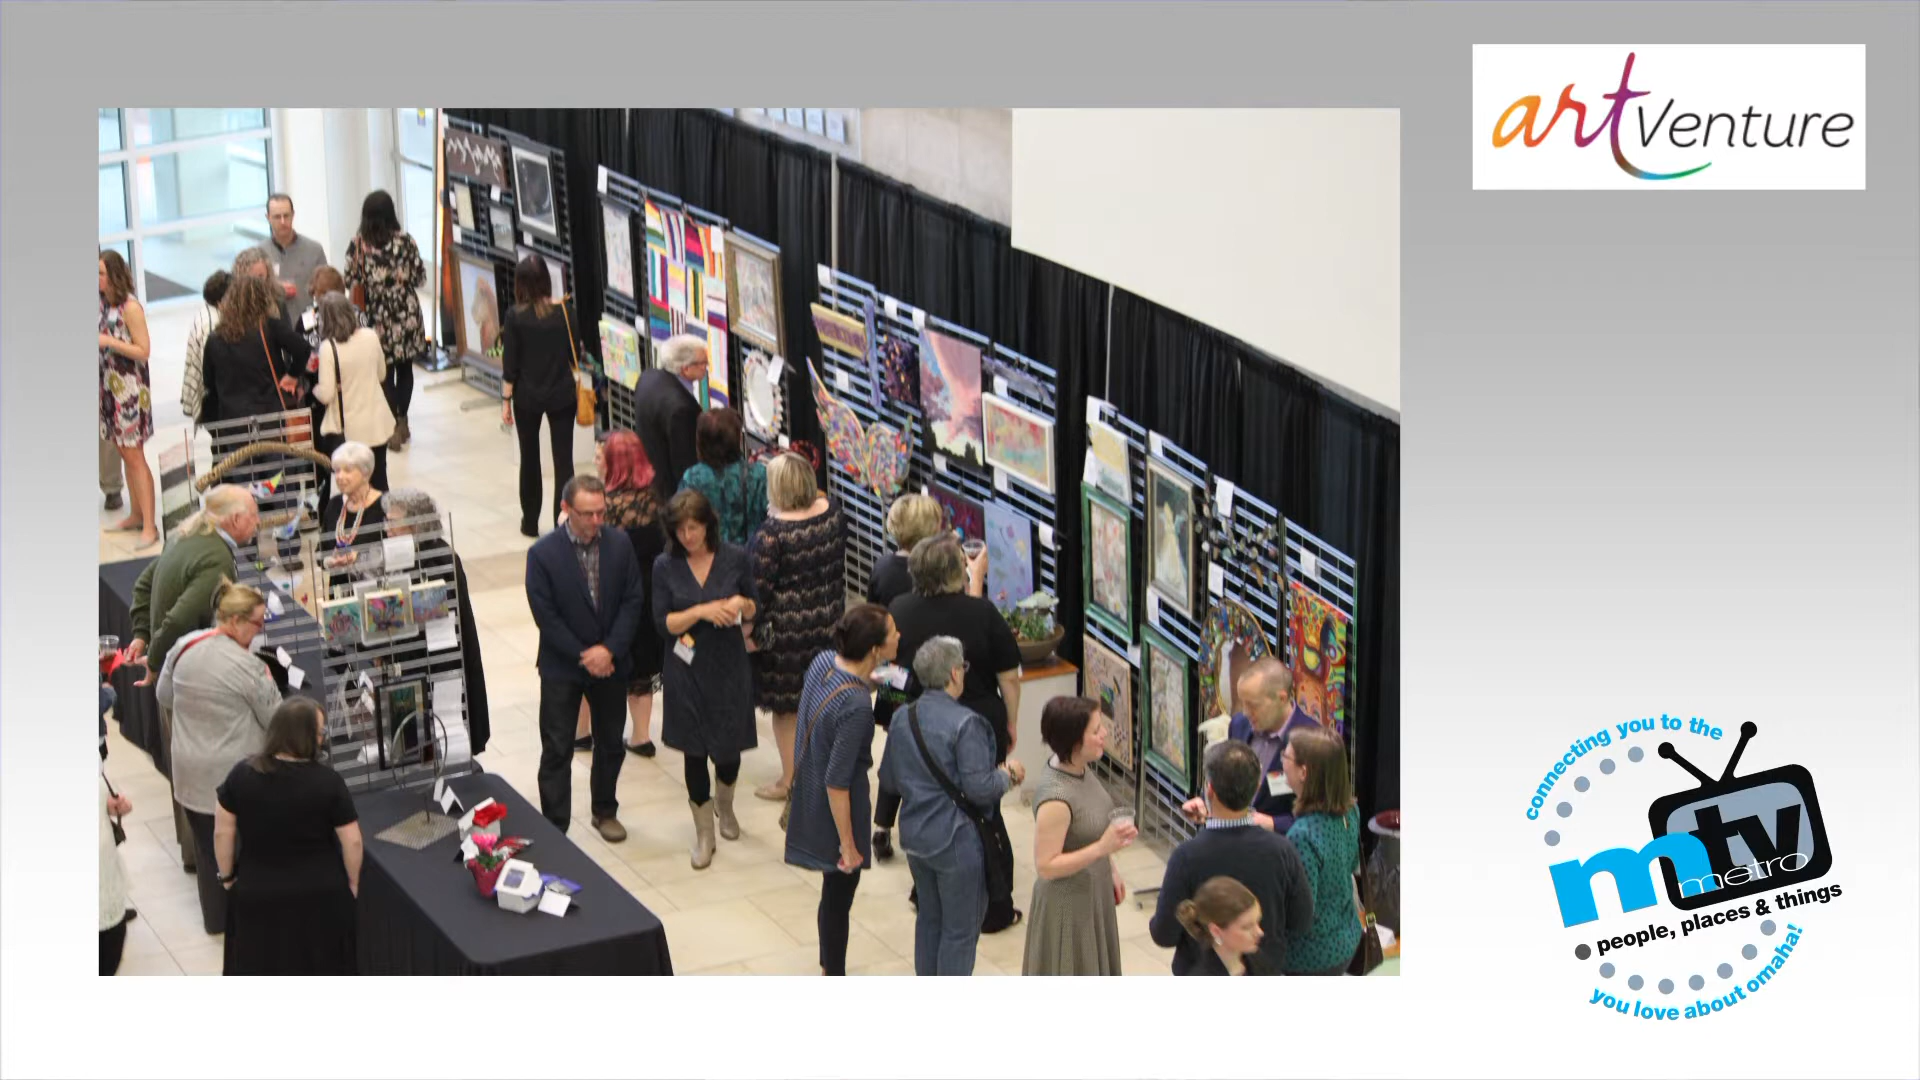 artVenture
connecting you to the
mtv
metro
people, places & things
you love about omaha!